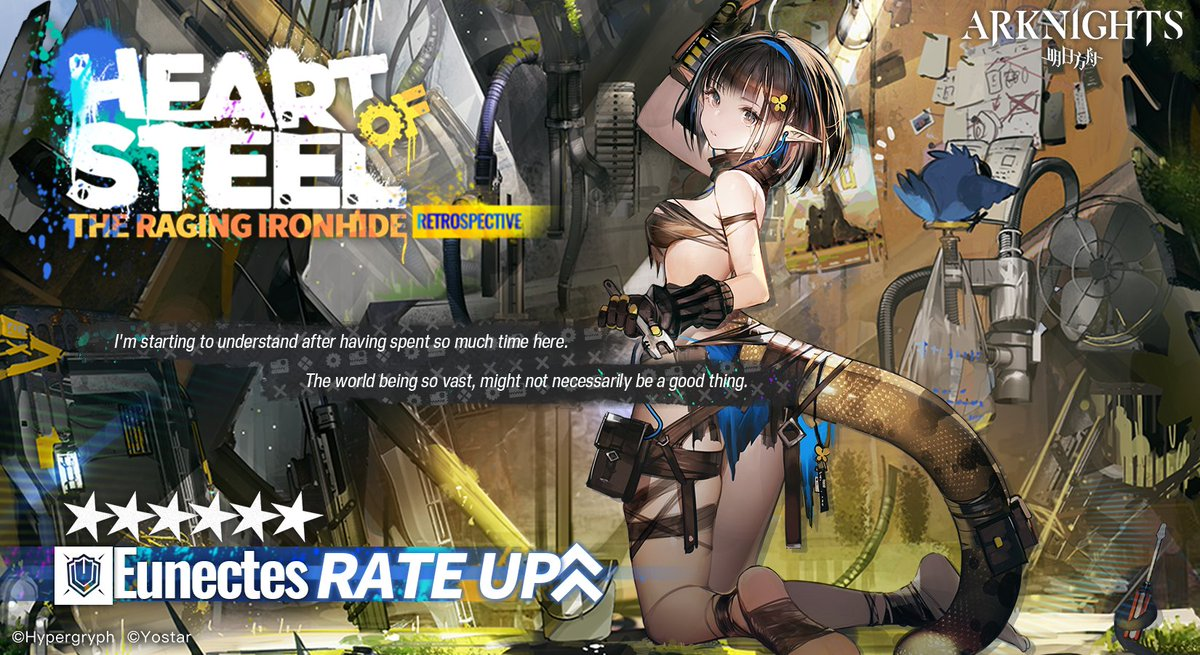 HEART
OF
STEEL
THE RAGING IRONHIDE RETROSPECTIVE
ARKNIGHTS
明日方舟
I'm starting to understand after having spent so much time here.
The world being so vast, might not necessarily be a good thing.
Eunectes RATE UP
©Hypergryph ©Yostar